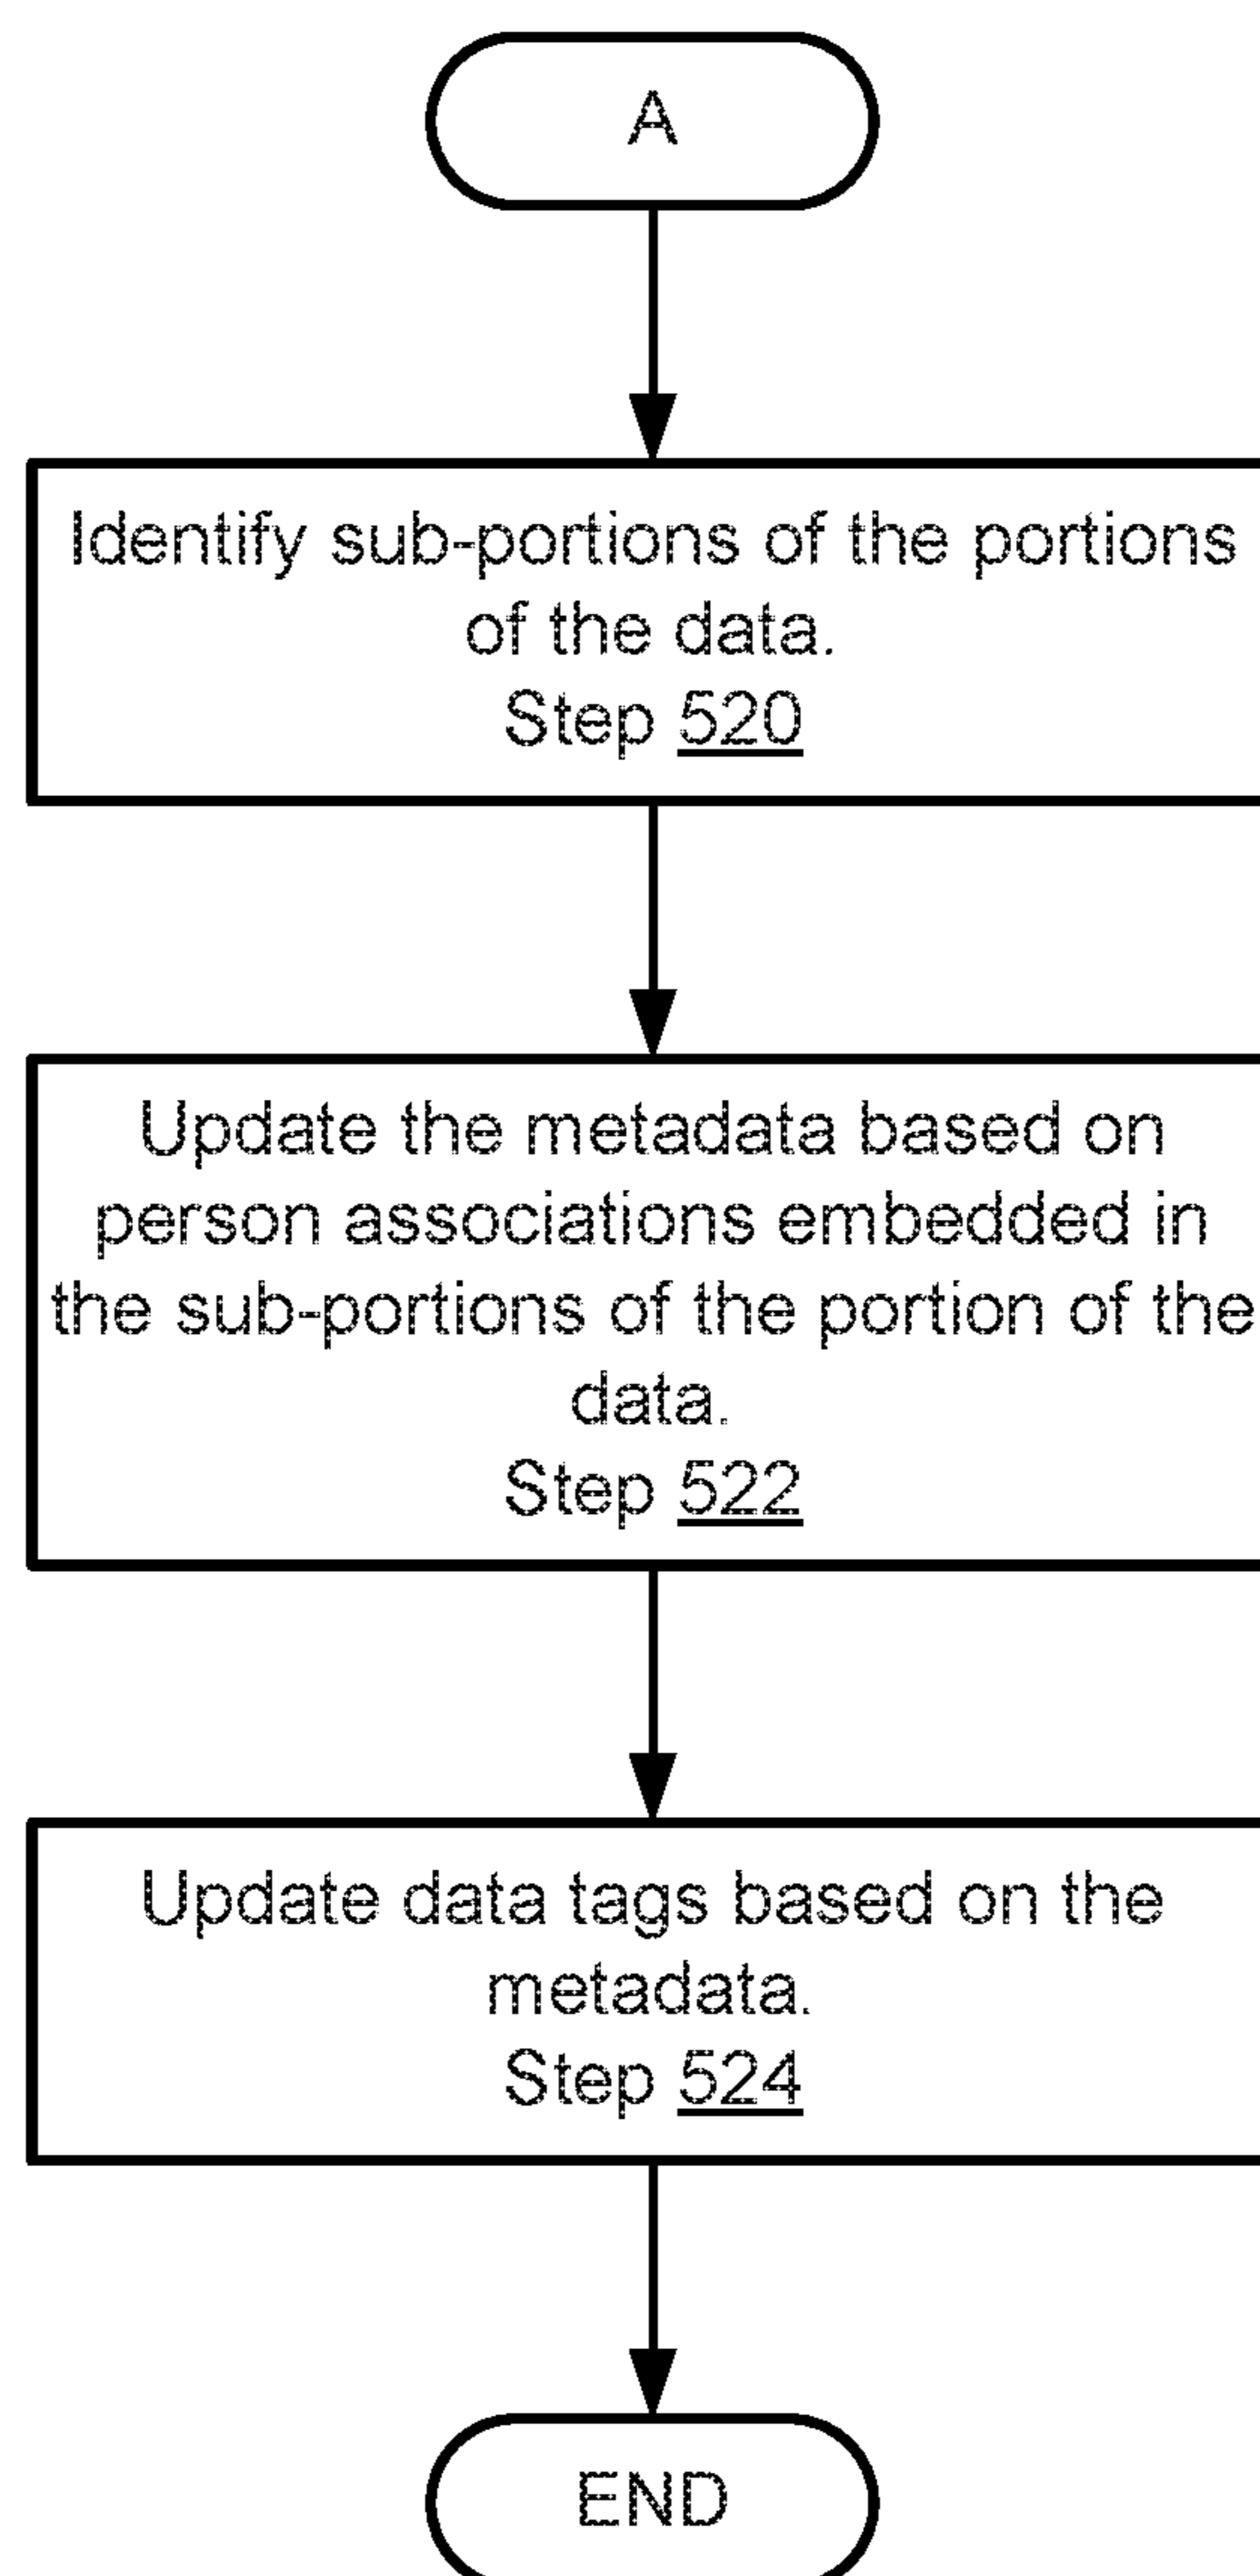 A
Identify sub-portions of the portions
of the data.
Step 520
Update the metadata based on
person associations embedded in
the sub-portions of the portion of the
data.
Step 522
Update data tags based on the
metadata.
Step 524
END